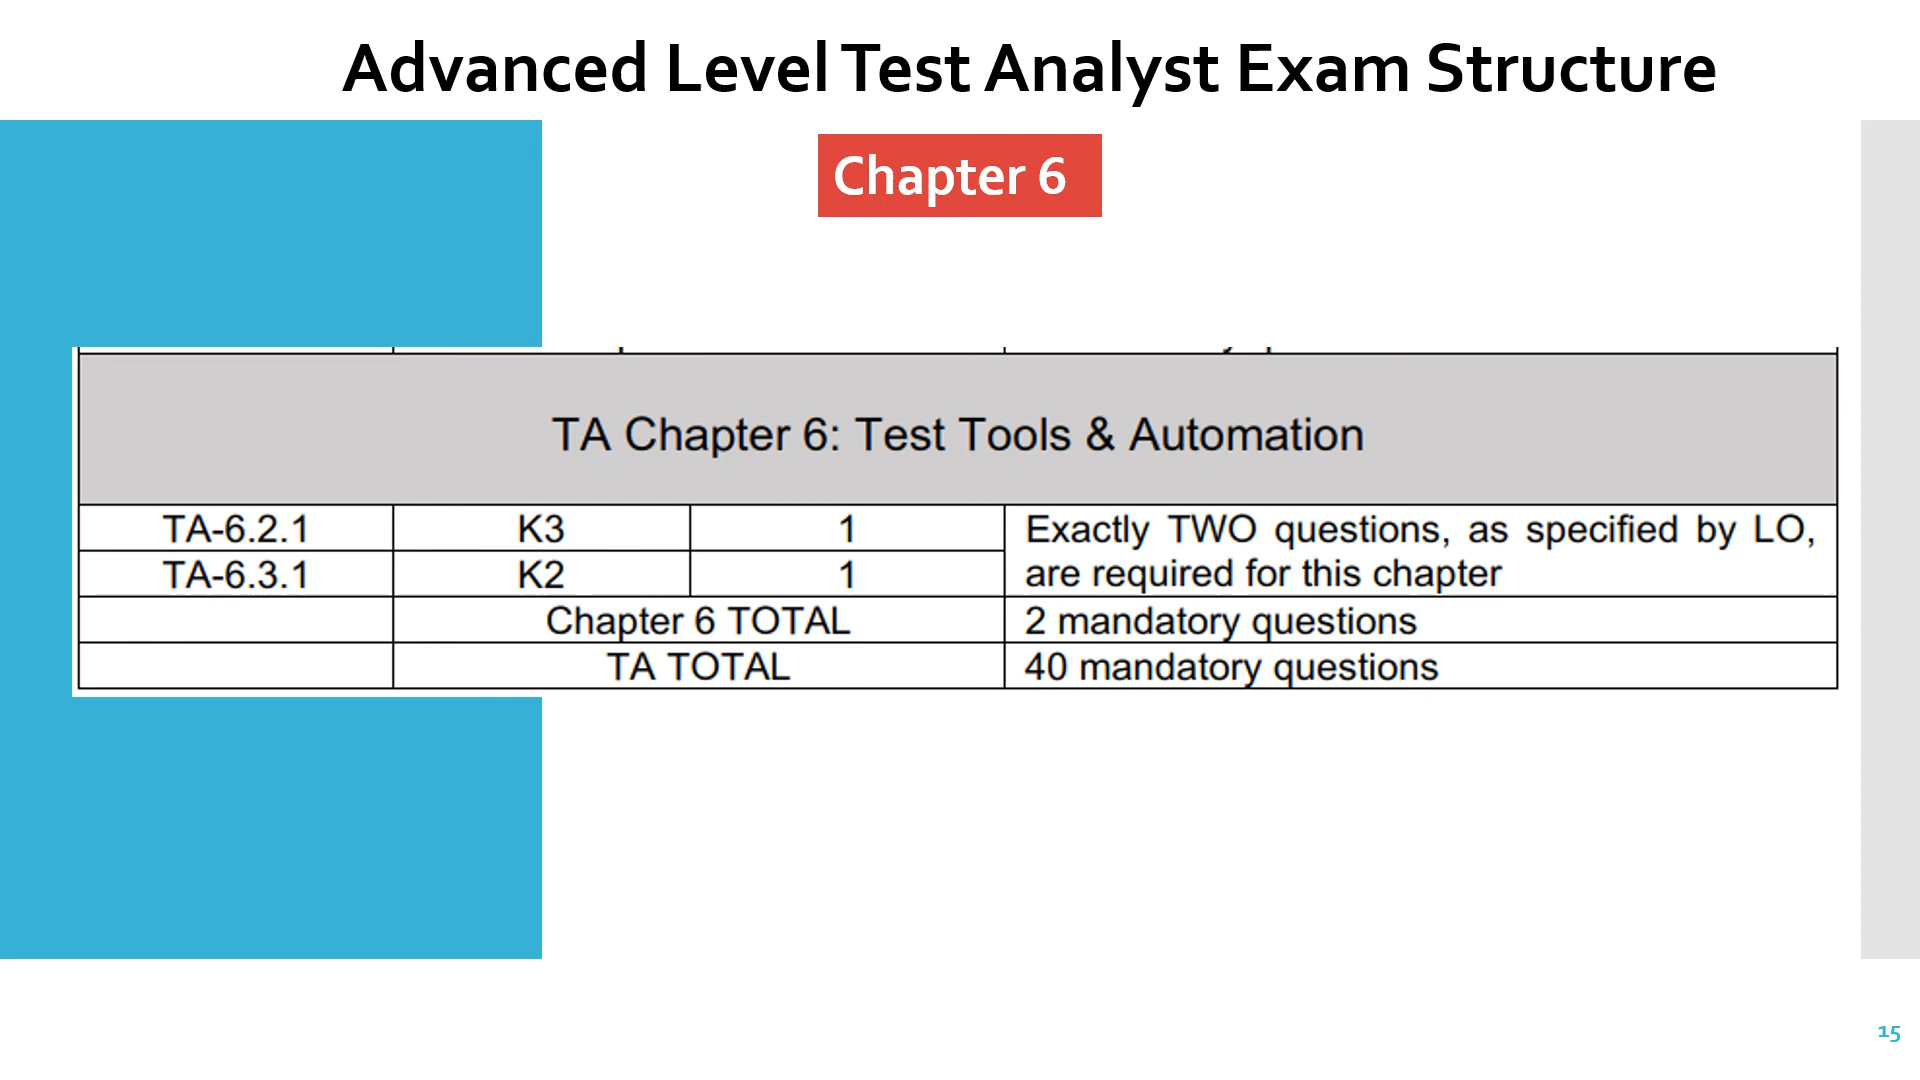 Advanced Level Test Analyst Exam Structure
Chapter 6
TA Chapter 6: Test Tools & Automation
TA-6.2.1 K3 1 Exactly TWO questions, as specified by LO,
TA-6.3.1 K2 1 are required for this chapter
Chapter 6 TOTAL 2 mandatory questions
TA TOTAL 40 mandatory questions
15